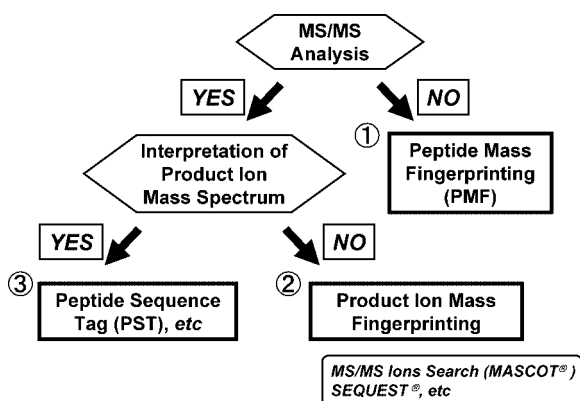 MS/MS
Analysis
YES
NO
①
Interpretation of
Product Ion
Mass Spectrum
Peptide Mass
Fingerprinting
(PMF)
YES
NO
③
②
Peptide Sequence
Tag (PST), etc
Product Ion Mass
Fingerprinting
MS/MS Ions Search (MASCOT®)
SEQUEST®, etc